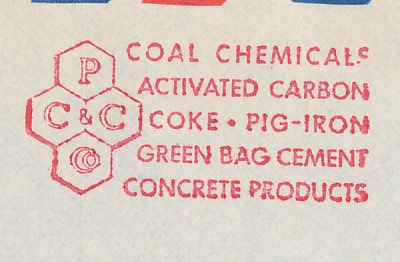 P
C & C
Co
COAL CHEMICALS
ACTIVATED CARBON
COKE • PIG-IRON
GREEN BAG CEMENT
CONCRETE PRODUCTS